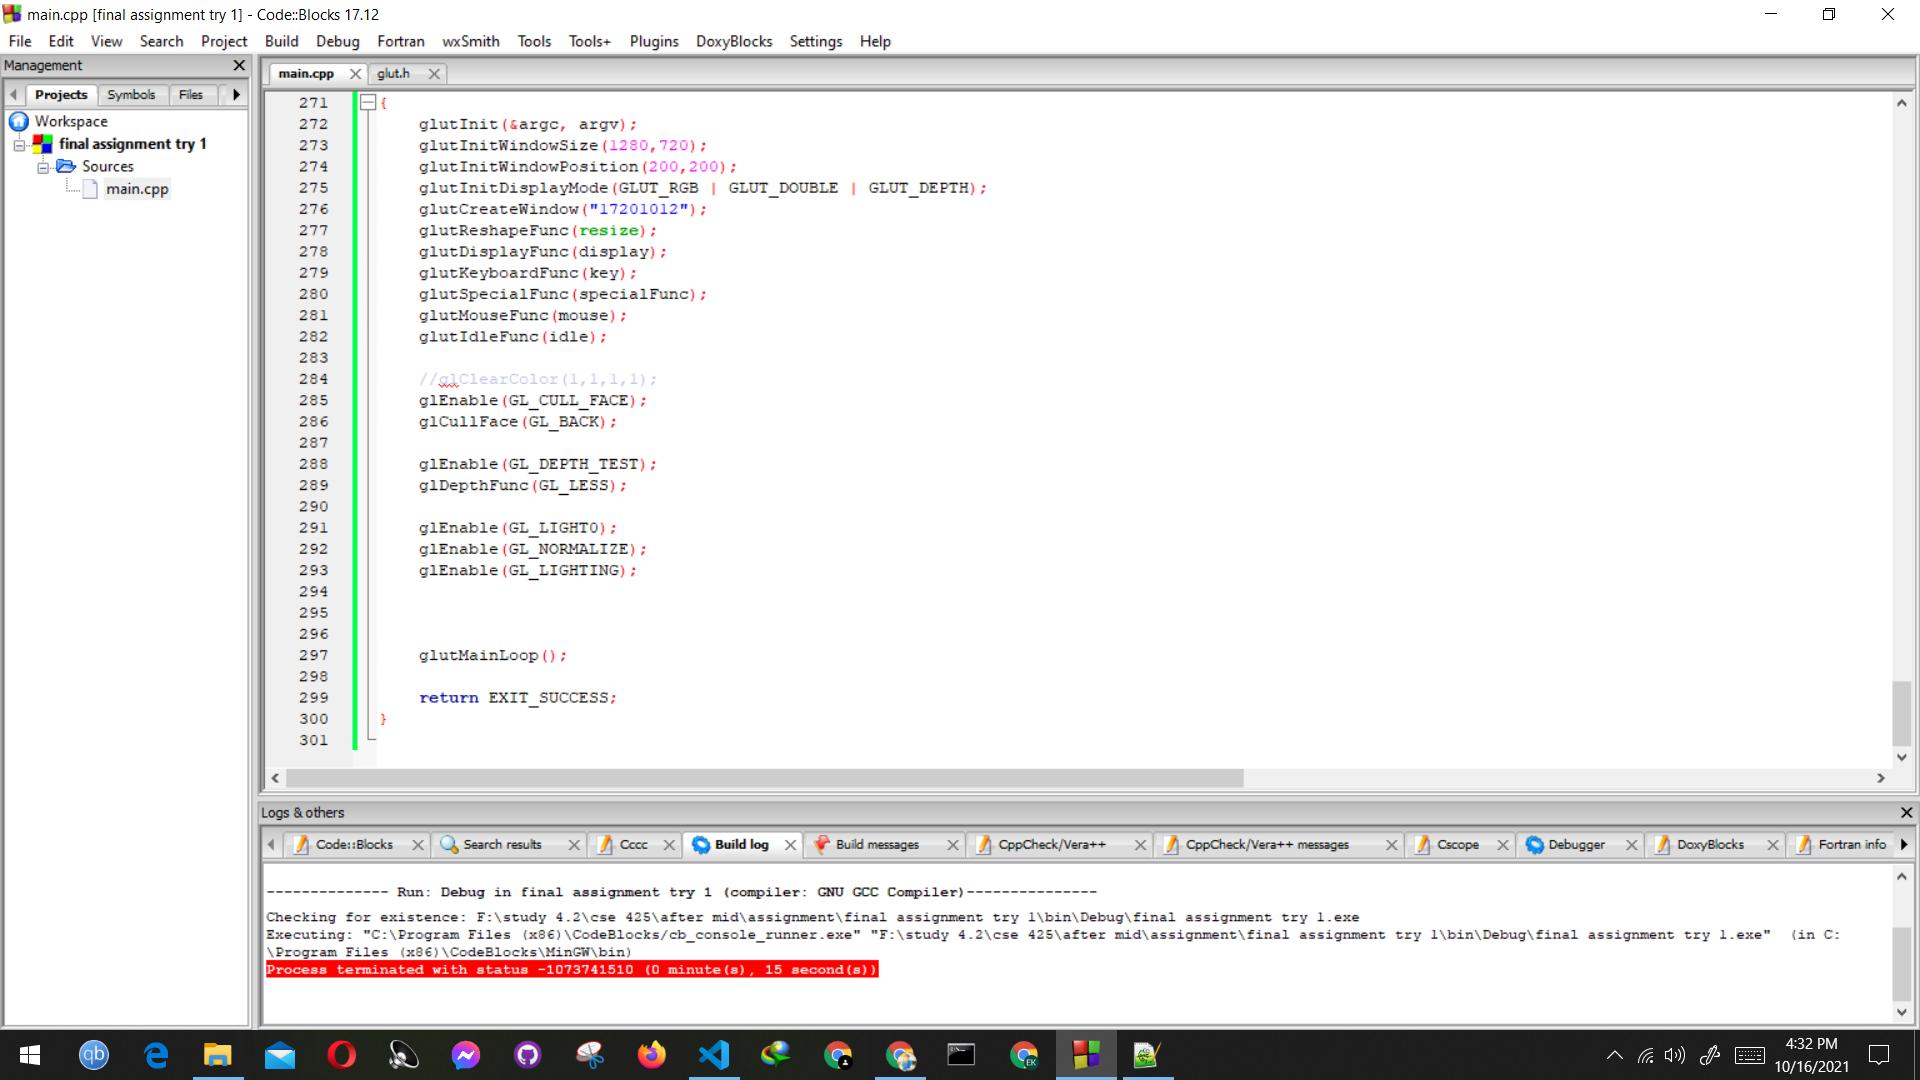 main.cpp [final assignment try 1] - Code::Blocks 17.12
File Edit View Search Project Build Debug Fortran wxSmith Tools Tools+ Plugins DoxyBlocks Settings Help
Management
Projects Symbols Files
Workspace
final assignment try 1
Sources
main.cpp
main.cpp glut.h
271 {
272 glutInit(&argc, argv);
273 glutInitWindowSize(1280,720);
274 glutInitWindowPosition(200,200);
275 glutInitDisplayMode(GLUT_RGB | GLUT_DOUBLE | GLUT_DEPTH);
276 glutCreateWindow("17201012");
277 glutReshapeFunc(resize);
278 glutDisplayFunc(display);
279 glutKeyboardFunc(key);
280 glutSpecialFunc(specialFunc);
281 glutMouseFunc(mouse);
282 glutIdleFunc(idle);
283
284 //glClearColor(1,1,1,1);
285 glEnable(GL_CULL_FACE);
286 glCullFace(GL_BACK);
287
288 glEnable(GL_DEPTH_TEST);
289 glDepthFunc(GL_LESS);
290
291 glEnable(GL_LIGHT0);
292 glEnable(GL_NORMALIZE);
293 glEnable(GL_LIGHTING);
294
295
296
297 glutMainLoop();
298
299 return EXIT_SUCCESS;
300 }
301
Logs & others
Code::Blocks Search results Cccc Build log Build messages CppCheck/Vera++ CppCheck/Vera++ messages Cscope Debugger DoxyBlocks Fortran info
-------------- Run: Debug in final assignment try 1 (compiler: GNU GCC Compiler)---------------
Checking for existence: F:\study 4.2\cse 425\after mid\assignment\final assignment try 1\bin\Debug\final assignment try 1.exe
Executing: "C:\Program Files (x86)\CodeBlocks/cb_console_runner.exe" "F:\study 4.2\cse 425\after mid\assignment\final assignment try 1\bin\Debug\final assignment try 1.exe" (in C:
\Program Files (x86)\CodeBlocks\MinGW\bin)
Process terminated with status -1073741510 (0 minute(s), 15 second(s))
qb
EK
4:32 PM
10/16/2021